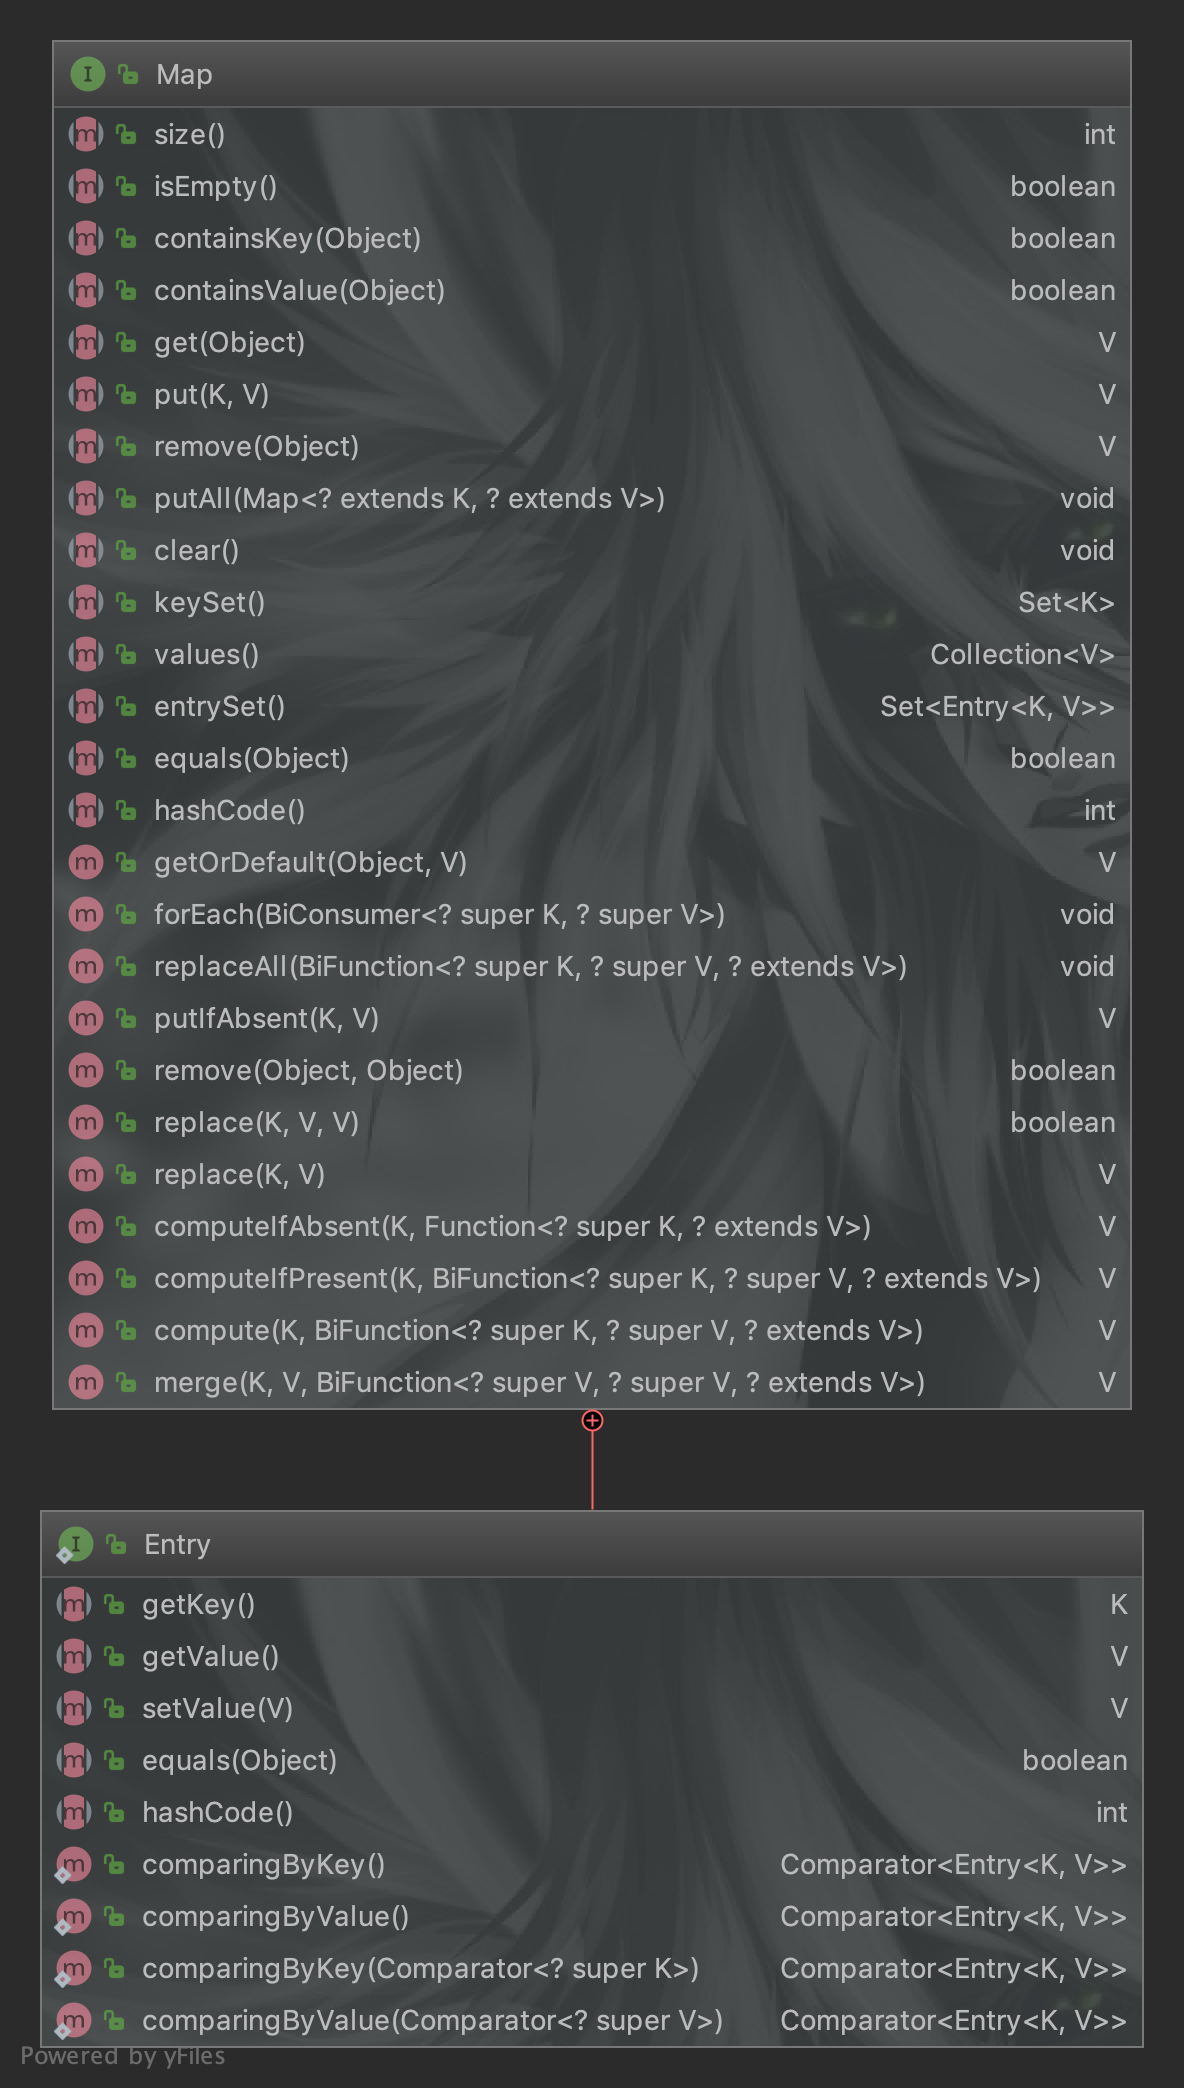 Map
size() int
isEmpty() boolean
containsKey(Object) boolean
containsValue(Object) boolean
get(Object) V
put(K, V) V
remove(Object) V
putAll(Map<? extends K, ? extends V>) void
clear() void
keySet() Set<K>
values() Collection<V>
entrySet() Set<Entry<K, V>>
equals(Object) boolean
hashCode() int
getOrDefault(Object, V) V
forEach(BiConsumer<? super K, ? super V>) void
replaceAll(BiFunction<? super K, ? super V, ? extends V>) void
putIfAbsent(K, V) V
remove(Object, Object) boolean
replace(K, V, V) boolean
replace(K, V) V
computeIfAbsent(K, Function<? super K, ? extends V>) V
computeIfPresent(K, BiFunction<? super K, ? super V, ? extends V>) V
compute(K, BiFunction<? super K, ? super V, ? extends V>) V
merge(K, V, BiFunction<? super V, ? super V, ? extends V>) V
Entry
getKey() K
getValue() V
setValue(V) V
equals(Object) boolean
hashCode() int
comparingByKey() Comparator<Entry<K, V>>
comparingByValue() Comparator<Entry<K, V>>
comparingByKey(Comparator<? super K>) Comparator<Entry<K, V>>
comparingByValue(Comparator<? super V>) Comparator<Entry<K, V>>
Powered by yFiles